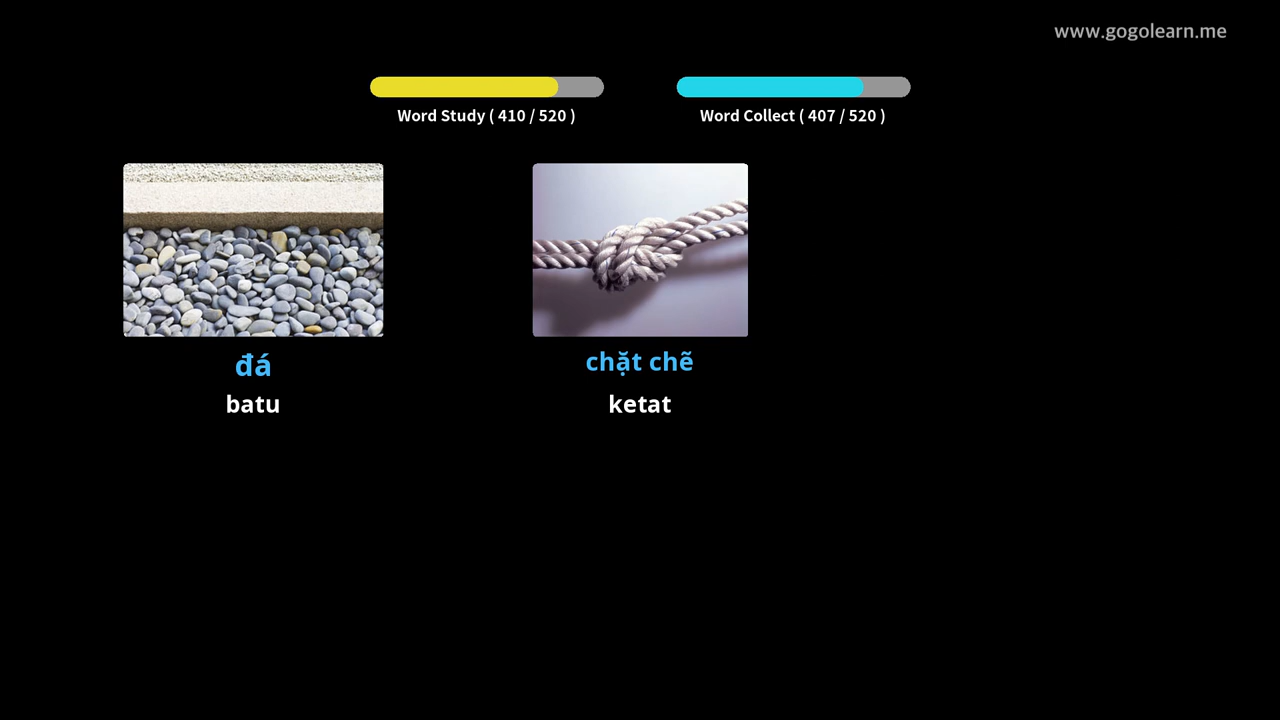 www.gogolearn.me
Word Study ( 410 / 520 )
Word Collect ( 407 / 520 )
đá
batu
chặt chẽ
ketat